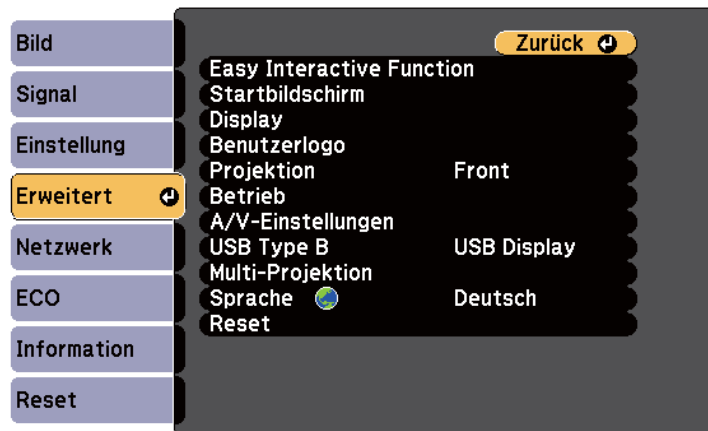 Bild
Signal
Einstellung
Erweitert
Netzwerk
ECO
Information
Reset
Zurück
Easy Interactive Function
Startbildschirm
Display
Benutzerlogo
Projektion Front
Betrieb
A/V-Einstellungen
USB Type B USB Display
Multi-Projektion
Sprache Deutsch
Reset